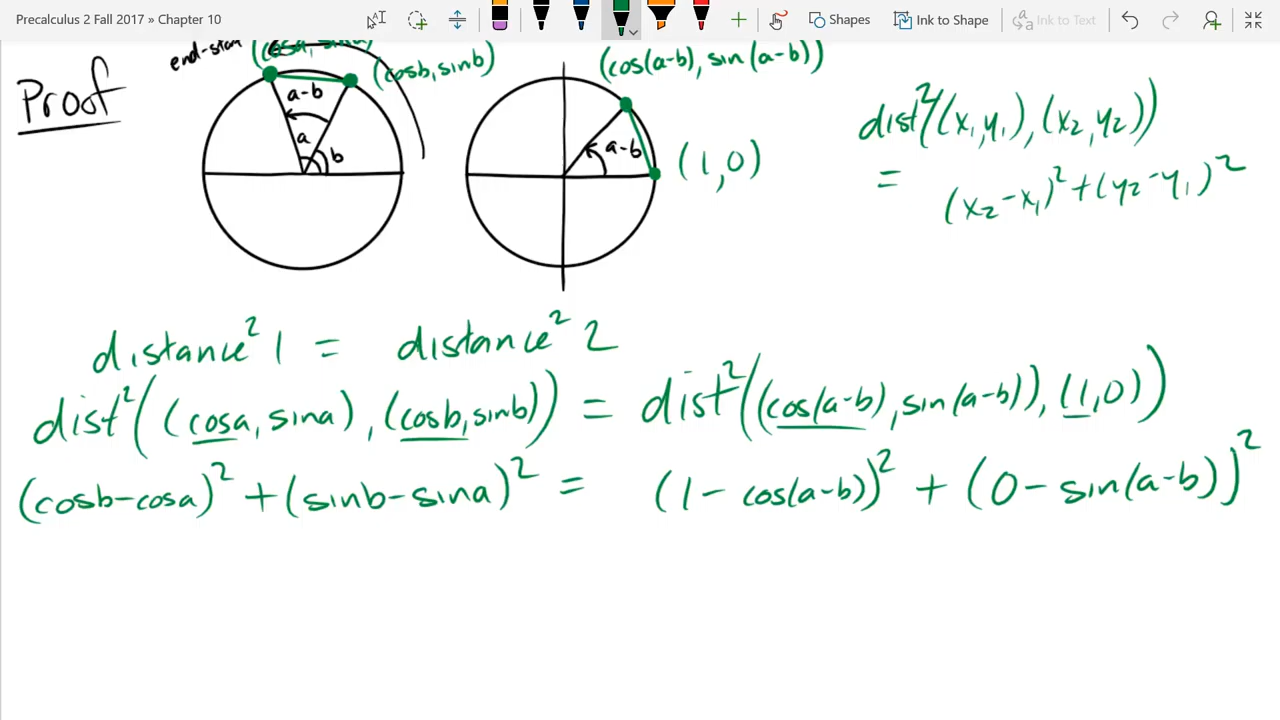 Precalculus 2 Fall 2017 » Chapter 10
Shapes
Ink to Shape
Ink to Text
Proof
end-start
(cosa, sina)
(cosb, sinb)
a-b
a
b
(cos(a-b), sin(a-b))
a-b
(1,0)
dist²((x₁,y₁),(x₂,y₂))
= (x₂-x₁)²+(y₂-y₁)²
distance² 1 = distance² 2
dist²((cosa, sina), (cosb, sinb)) = dist²((cos(a-b), sin(a-b)), (1,0))
(cosb-cosa)² + (sinb-sina)² = (1 - cos(a-b))² + (0 - sin(a-b))²